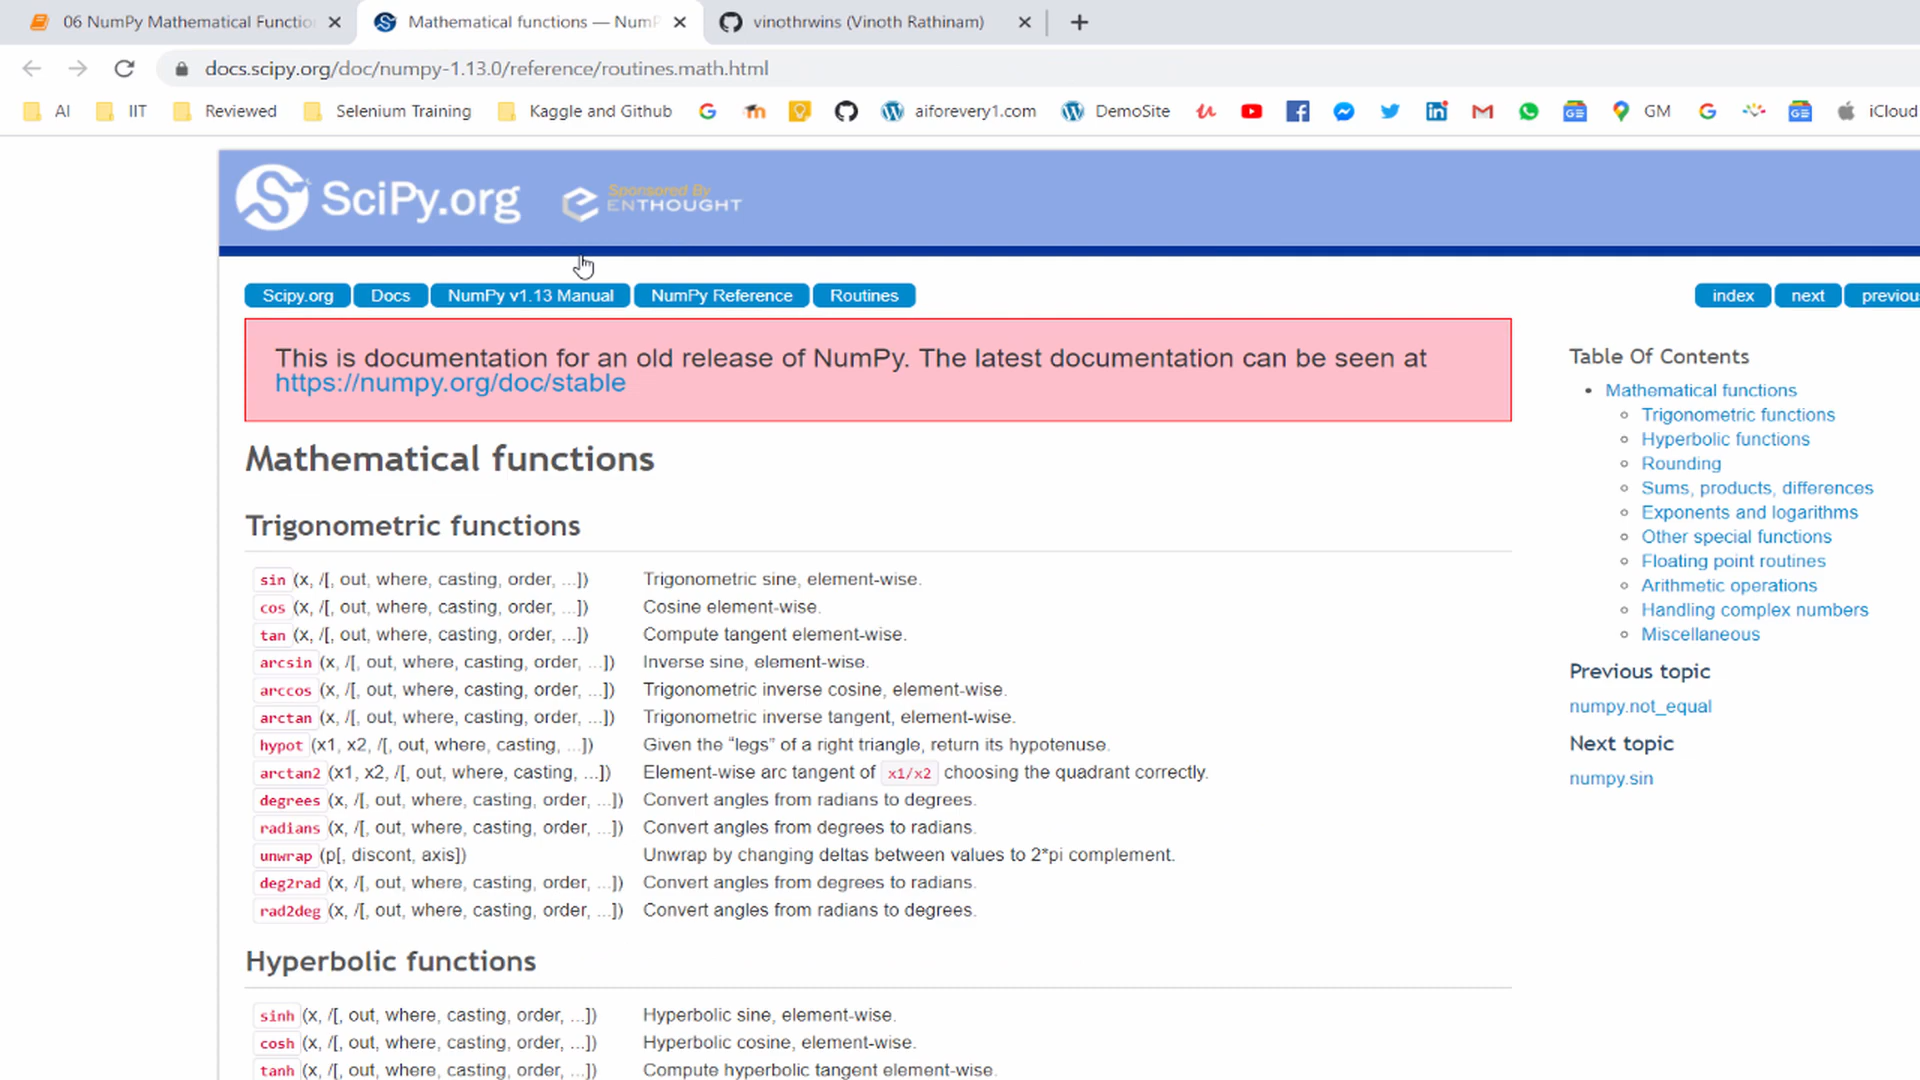 06 NumPy Mathematical Functio
Mathematical functions — NumP
vinothrwins (Vinoth Rathinam)
docs.scipy.org/doc/numpy-1.13.0/reference/routines.math.html
AI
IIT
Reviewed
Selenium Training
Kaggle and Github
aiforevery1.com
DemoSite
GM
iCloud
SciPy.org
Sponsored By
ENTHOUGHT
Scipy.org
Docs
NumPy v1.13 Manual
NumPy Reference
Routines
index
next
previous
This is documentation for an old release of NumPy. The latest documentation can be seen at
https://numpy.org/doc/stable
Mathematical functions
Trigonometric functions
sin (x, /[, out, where, casting, order, ...]) Trigonometric sine, element-wise.
cos (x, /[, out, where, casting, order, ...]) Cosine element-wise.
tan (x, /[, out, where, casting, order, ...]) Compute tangent element-wise.
arcsin (x, /[, out, where, casting, order, ...]) Inverse sine, element-wise.
arccos (x, /[, out, where, casting, order, ...]) Trigonometric inverse cosine, element-wise.
arctan (x, /[, out, where, casting, order, ...]) Trigonometric inverse tangent, element-wise.
hypot (x1, x2, /[, out, where, casting, ...]) Given the “legs” of a right triangle, return its hypotenuse.
arctan2 (x1, x2, /[, out, where, casting, ...]) Element-wise arc tangent of x1/x2 choosing the quadrant correctly.
degrees (x, /[, out, where, casting, order, ...]) Convert angles from radians to degrees.
radians (x, /[, out, where, casting, order, ...]) Convert angles from degrees to radians.
unwrap (p[, discont, axis]) Unwrap by changing deltas between values to 2*pi complement.
deg2rad (x, /[, out, where, casting, order, ...]) Convert angles from degrees to radians.
rad2deg (x, /[, out, where, casting, order, ...]) Convert angles from radians to degrees.
Hyperbolic functions
sinh (x, /[, out, where, casting, order, ...]) Hyperbolic sine, element-wise.
cosh (x, /[, out, where, casting, order, ...]) Hyperbolic cosine, element-wise.
tanh (x, /[, out, where, casting, order, ...]) Compute hyperbolic tangent element-wise.
Table Of Contents
Mathematical functions
Trigonometric functions
Hyperbolic functions
Rounding
Sums, products, differences
Exponents and logarithms
Other special functions
Floating point routines
Arithmetic operations
Handling complex numbers
Miscellaneous
Previous topic
numpy.not_equal
Next topic
numpy.sin